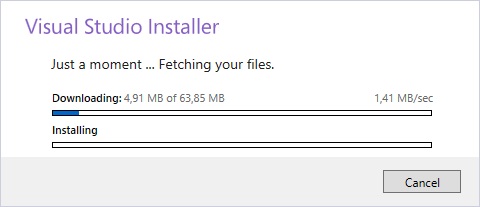 Visual Studio Installer
Just a moment ... Fetching your files.
Downloading: 4,91 MB of 63,85 MB 1,41 MB/sec
Installing
Cancel